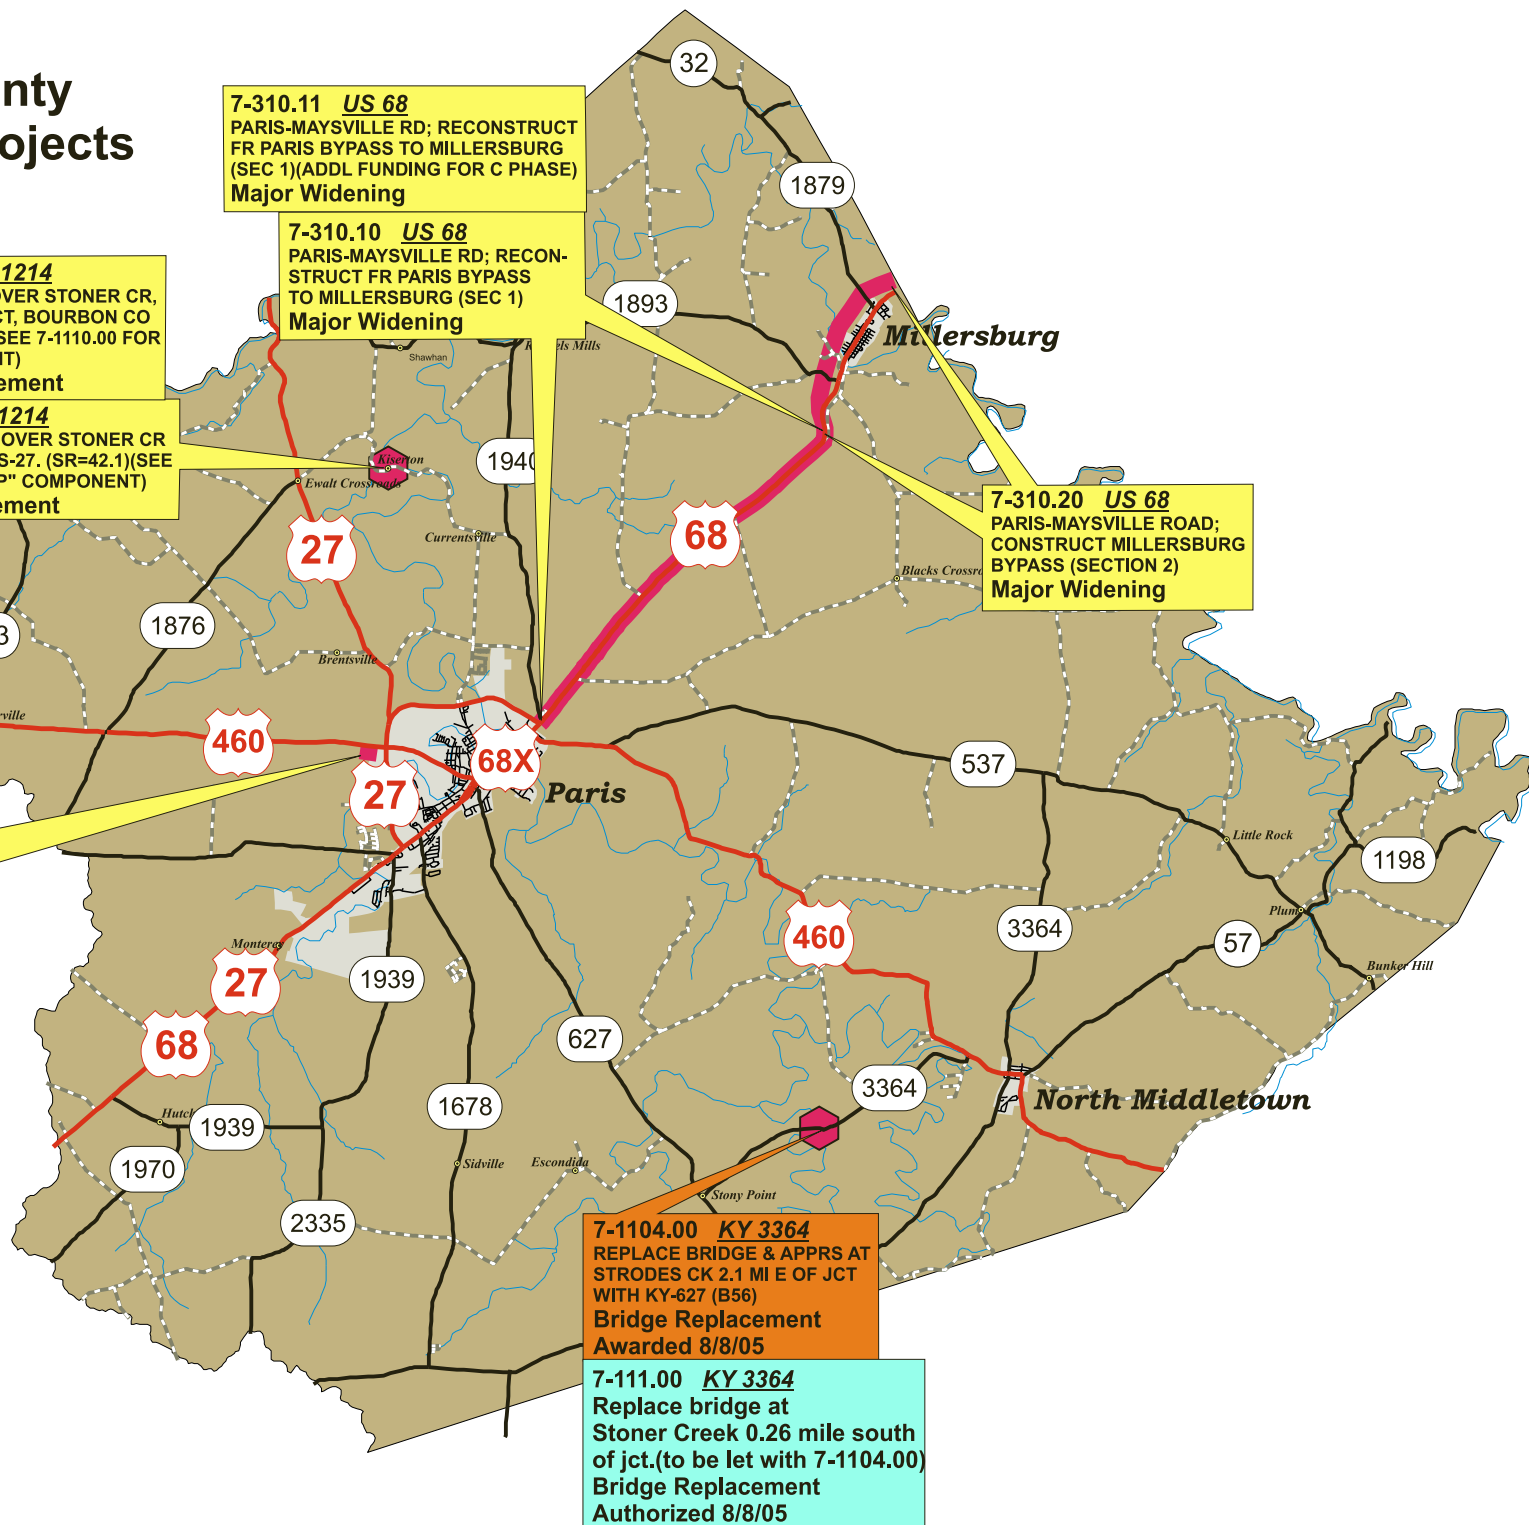 nty
ojects
7-310.11 US 68
PARIS-MAYSVILLE RD; RECONSTRUCT
FR PARIS BYPASS TO MILLERSBURG
(SEC 1)(ADDL FUNDING FOR C PHASE)
Major Widening
7-310.10 US 68
PARIS-MAYSVILLE RD; RECON-
STRUCT FR PARIS BYPASS
TO MILLERSBURG (SEC 1)
Major Widening
1214
OVER STONER CR,
CT, BOURBON CO
SEE 7-1110.00 FOR
NT)
ement
1214
OVER STONER CR
S-27. (SR=42.1)(SEE
P" COMPONENT)
ement
7-310.20 US 68
PARIS-MAYSVILLE ROAD;
CONSTRUCT MILLERSBURG
BYPASS (SECTION 2)
Major Widening
32
1879
1893
Millersburg
Shawhan
els Mills
Kiserton
Ewalt Crossroads
1940
27
Currentsville
68
Blacks Crossro
3
1876
Brentsville
rville
460
68X
27
Paris
537
Little Rock
1198
Plum
57
Bunker Hill
3364
460
Monterey
27
1939
68
627
3364
North Middletown
1678
Hutch
1939
1970
Sidville
Escondida
Stony Point
2335
7-1104.00 KY 3364
REPLACE BRIDGE & APPRS AT
STRODES CK 2.1 MI E OF JCT
WITH KY-627 (B56)
Bridge Replacement
Awarded 8/8/05
7-111.00 KY 3364
Replace bridge at
Stoner Creek 0.26 mile south
of jct.(to be let with 7-1104.00)
Bridge Replacement
Authorized 8/8/05